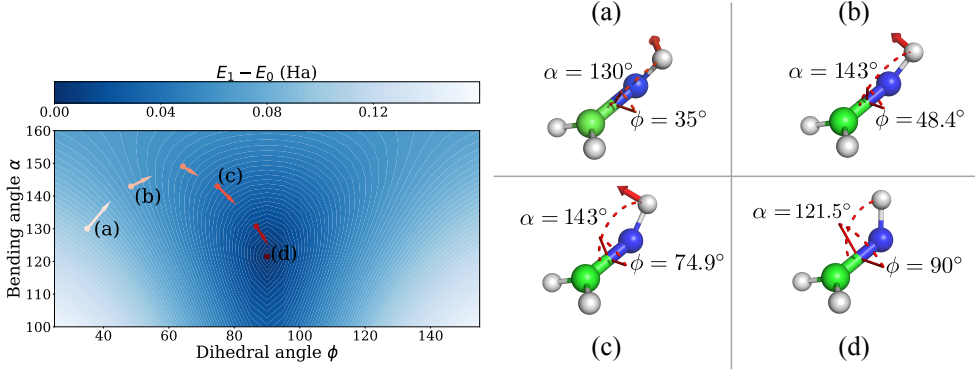 E₁ − E₀ (Ha)
0.00 0.04 0.08 0.12
Bending angle α
160
150
140
130
120
110
100
(a)
(b)
(c)
(d)
40 60 80 100 120 140
Dihedral angle ϕ
(a)
α = 130°
ϕ = 35°
(b)
α = 143°
ϕ = 48.4°
α = 143°
ϕ = 74.9°
(c)
α = 121.5°
ϕ = 90°
(d)